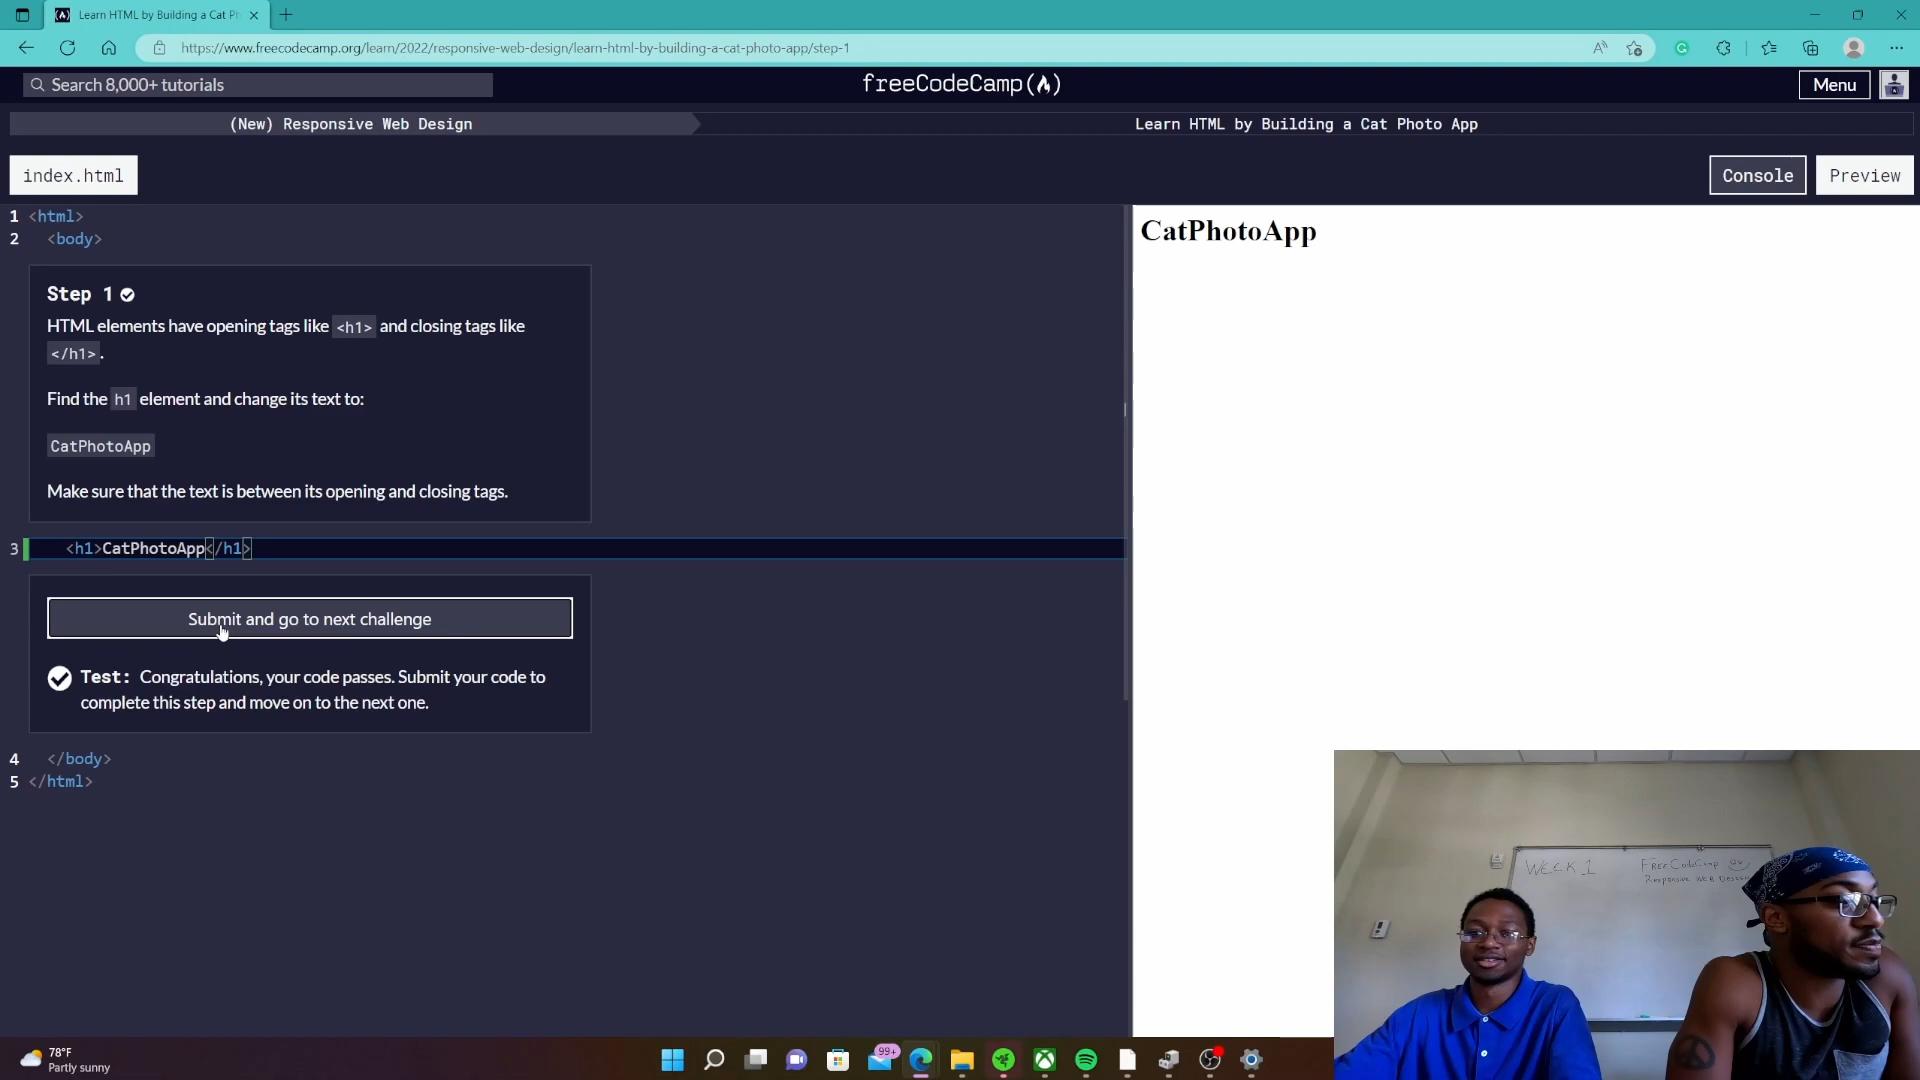 Learn HTML by Building a Cat Ph
https://www.freecodecamp.org/learn/2022/responsive-web-design/learn-html-by-building-a-cat-photo-app/step-1
Search 8,000+ tutorials
freeCodeCamp
Menu
(New) Responsive Web Design
Learn HTML by Building a Cat Photo App
index.html
Console
Preview
1 <html>
2 <body>
Step 1
HTML elements have opening tags like <h1> and closing tags like
</h1>.
Find the h1 element and change its text to:
CatPhotoApp
Make sure that the text is between its opening and closing tags.
3 <h1>CatPhotoApp</h1>
Submit and go to next challenge
Test: Congratulations, your code passes. Submit your code to
complete this step and move on to the next one.
4 </body>
5 </html>
CatPhotoApp
WEEK 1
FreeCodeCamp
Responsive Web Design
78°F
Partly sunny
99+